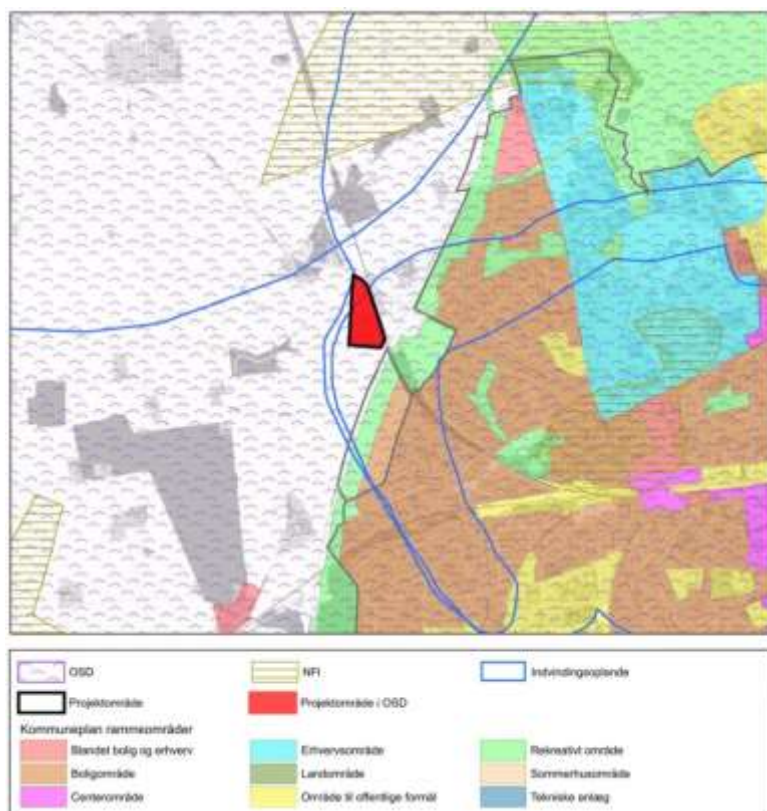 OSD
NFI
Indvindingsoplande
Projektområde
Projektområde i OSD
Kommuneplan rammeområder
Blandet bolig og erhverv
Erhvervsområde
Rekreativt område
Boligområde
Landområde
Sommerhusområde
Centerområde
Område til offentlige formål
Tekniske anlæg